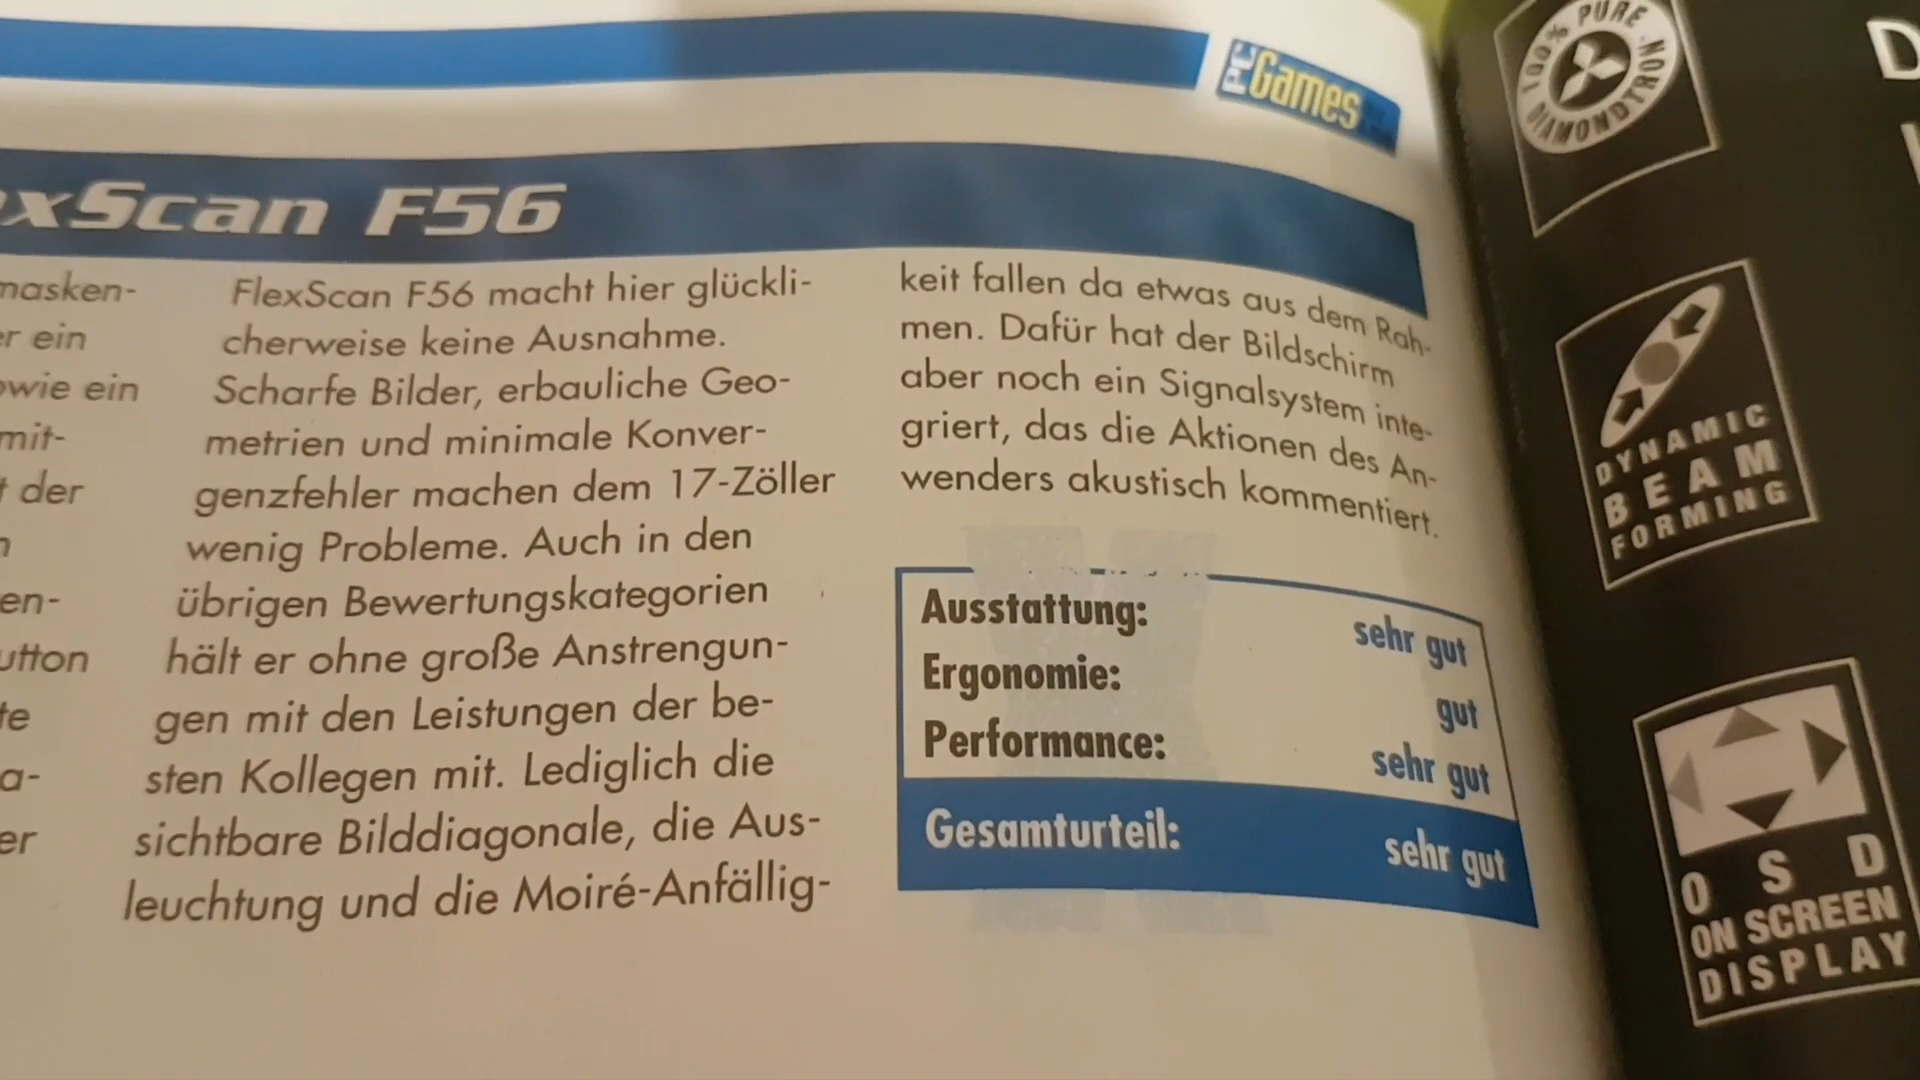 PC Games
xScan F56
masken-
er ein
owie ein
mit-
der
en-
utton
te
a-
er
FlexScan F56 macht hier glückli-
cherweise keine Ausnahme.
Scharfe Bilder, erbauliche Geo-
metrien und minimale Konver-
genzfehler machen dem 17-Zöller
wenig Probleme. Auch in den
übrigen Bewertungskategorien
hält er ohne große Anstrengun-
gen mit den Leistungen der be-
sten Kollegen mit. Lediglich die
sichtbare Bilddiagonale, die Aus-
leuchtung und die Moiré-Anfällig-
keit fallen da etwas aus dem Rah-
men. Dafür hat der Bildschirm
aber noch ein Signalsystem inte-
griert, das die Aktionen des An-
wenders akustisch kommentiert.
Ausstattung: sehr gut
Ergonomie: gut
Performance: sehr gut
Gesamturteil: sehr gut
100% PURE DIAMONDTRON
D
DYNAMIC
BEAM
FORMING
O S D
ON SCREEN
DISPLAY